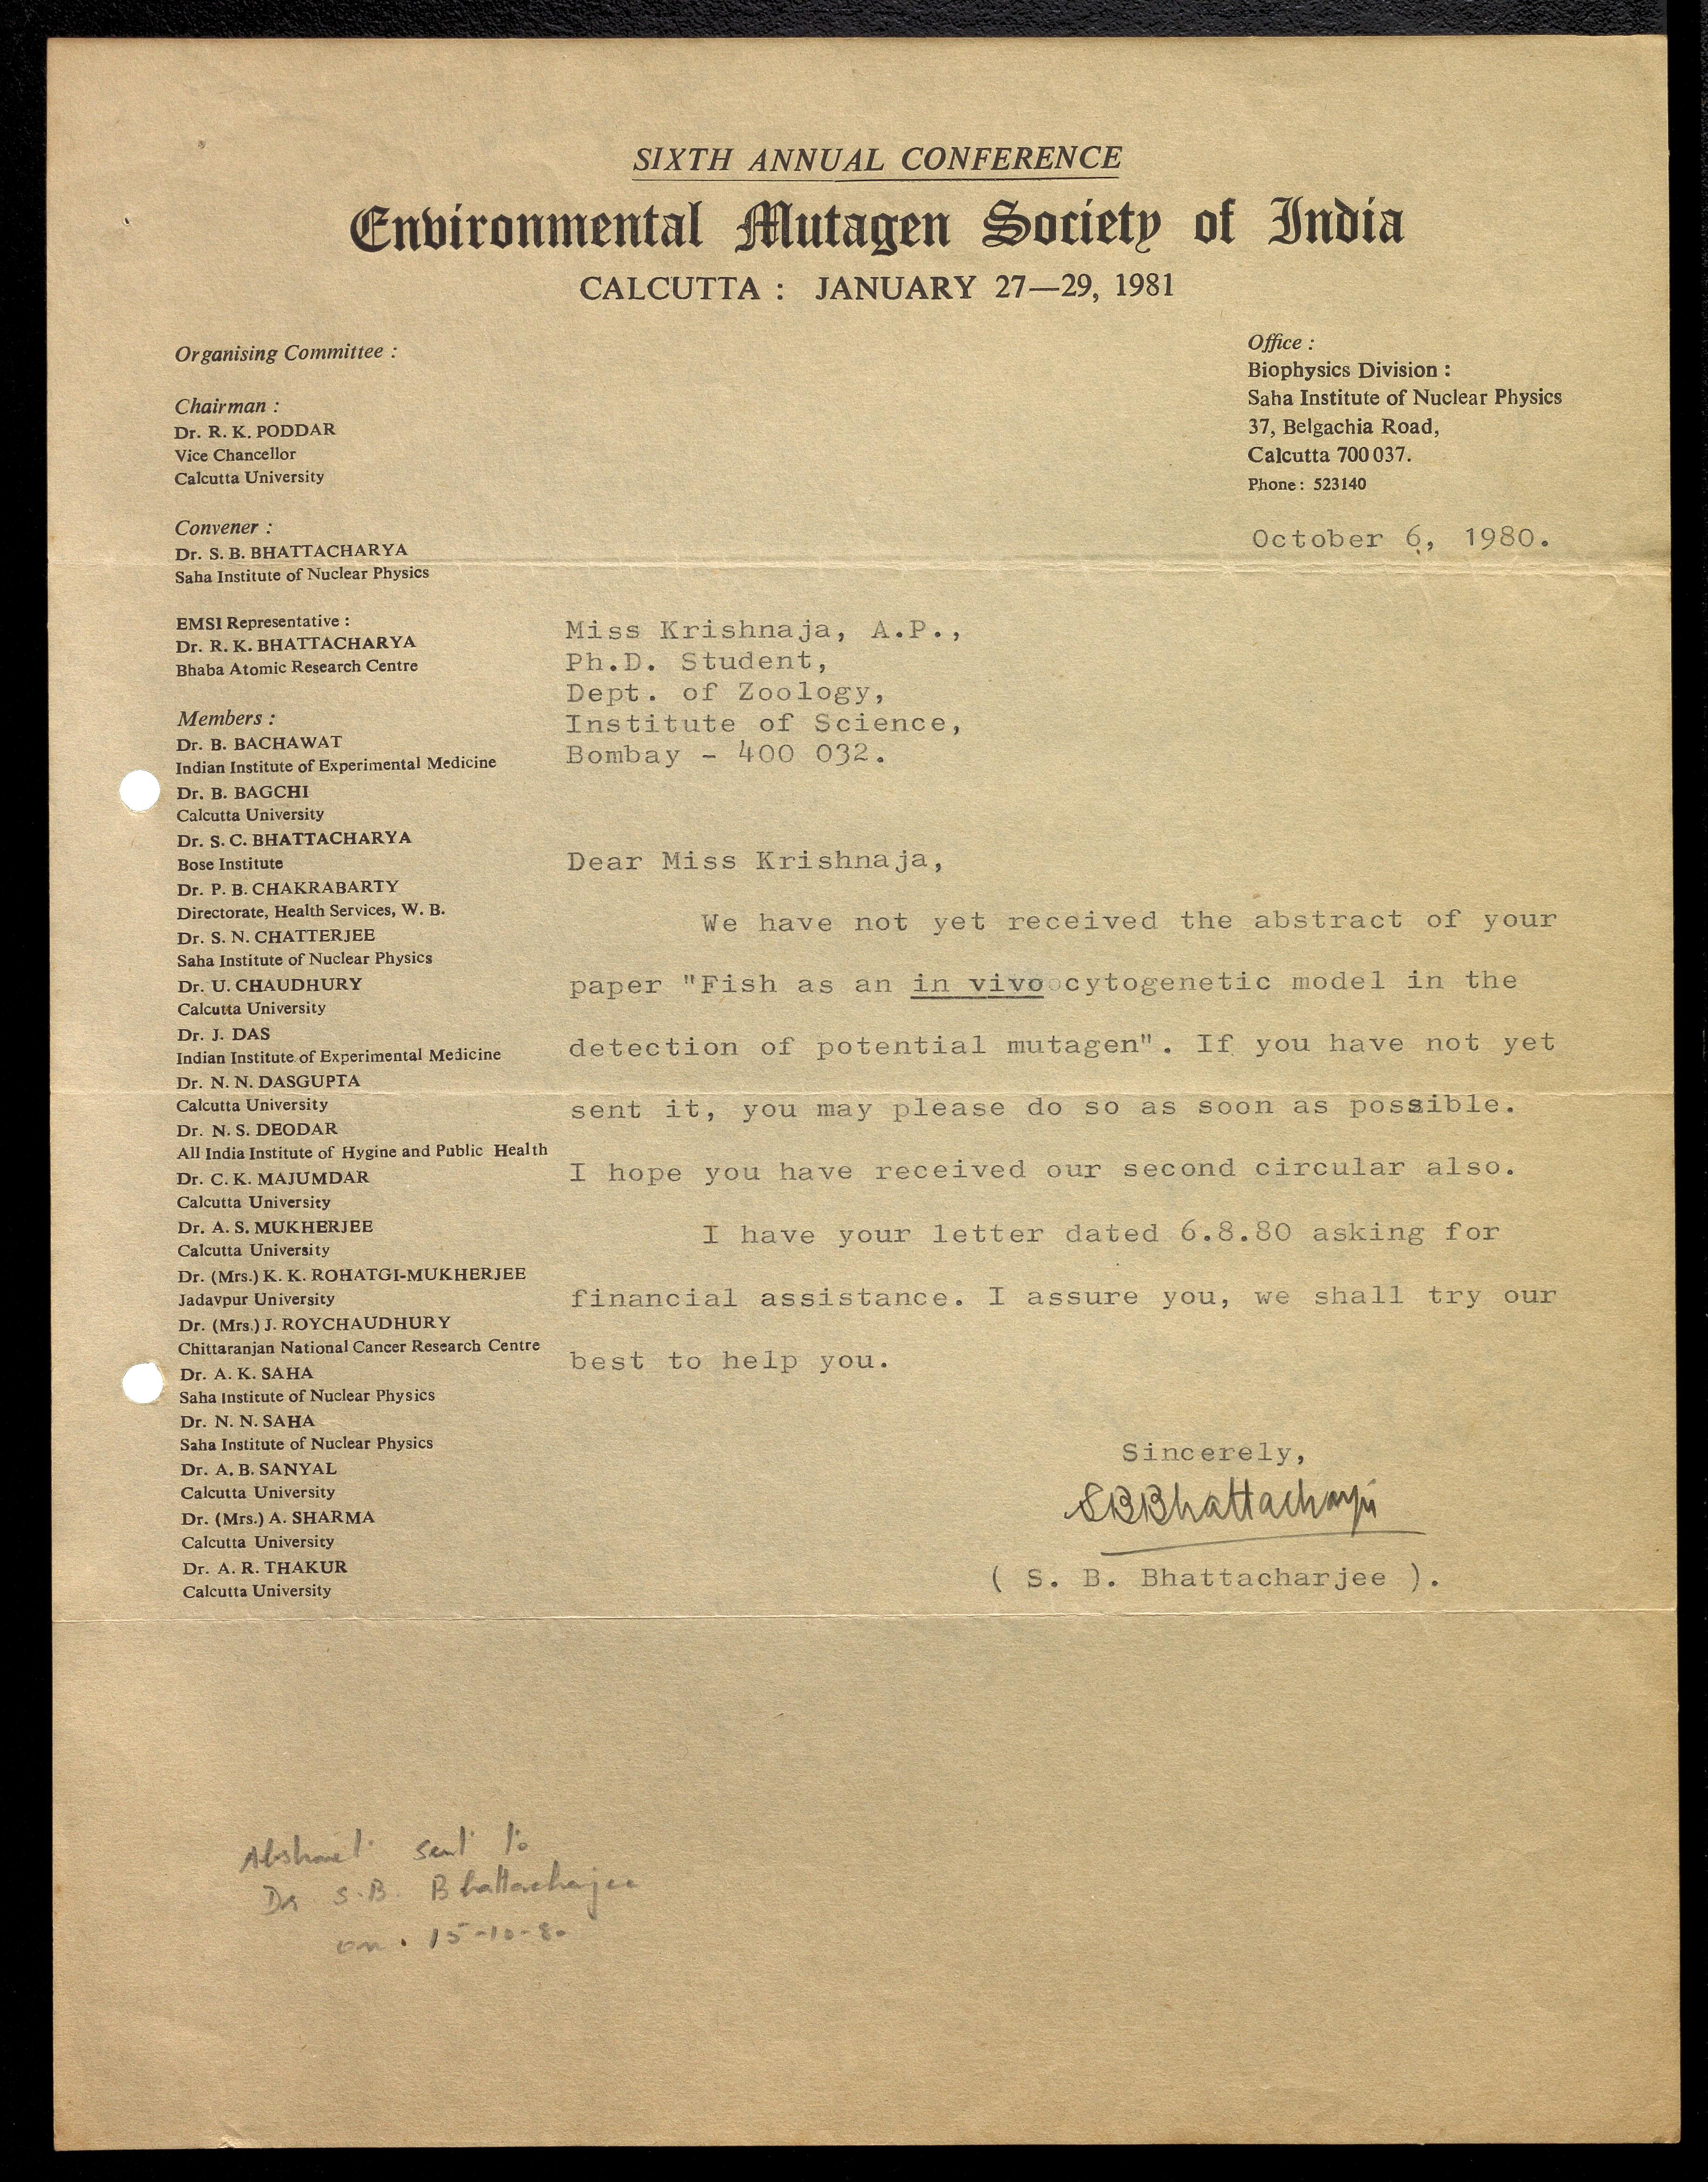 SIXTH ANNUAL CONFERENCE
Environmental Mutagen Society of India
CALCUTTA : JANUARY 27—29, 1981
Organising Committee :
Chairman :
Dr. R. K. PODDAR
Vice Chancellor
Calcutta University
Convener :
Dr. S. B. BHATTACHARYA
Saha Institute of Nuclear Physics
EMSI Representative :
Dr. R. K. BHATTACHARYA
Bhaba Atomic Research Centre
Members :
Dr. B. BACHAWAT
Indian Institute of Experimental Medicine
Dr. B. BAGCHI
Calcutta University
Dr. S. C. BHATTACHARYA
Bose Institute
Dr. P. B. CHAKRABARTY
Directorate, Health Services, W. B.
Dr. S. N. CHATTERJEE
Saha Institute of Nuclear Physics
Dr. U. CHAUDHURY
Calcutta University
Dr. J. DAS
Indian Institute of Experimental Medicine
Dr. N. N. DASGUPTA
Calcutta University
Dr. N. S. DEODAR
All India Institute of Hygine and Public Health
Dr. C. K. MAJUMDAR
Calcutta University
Dr. A. S. MUKHERJEE
Calcutta University
Dr. (Mrs.) K. K. ROHATGI-MUKHERJEE
Jadavpur University
Dr. (Mrs.) J. ROYCHAUDHURY
Chittaranjan National Cancer Research Centre
Dr. A. K. SAHA
Saha Institute of Nuclear Physics
Dr. N. N. SAHA
Saha Institute of Nuclear Physics
Dr. A. B. SANYAL
Calcutta University
Dr. (Mrs.) A. SHARMA
Calcutta University
Dr. A. R. THAKUR
Calcutta University
Office :
Biophysics Division :
Saha Institute of Nuclear Physics
37, Belgachia Road,
Calcutta 700 037.
Phone : 523140
October 6, 1980.
Miss Krishnaja, A.P.,
Ph.D. Student,
Dept. of Zoology,
Institute of Science,
Bombay - 400 032.
Dear Miss Krishnaja,
We have not yet received the abstract of your
paper "Fish as an in vivo cytogenetic model in the
detection of potential mutagen". If you have not yet
sent it, you may please do so as soon as possible.
I hope you have received our second circular also.
I have your letter dated 6.8.80 asking for
financial assistance. I assure you, we shall try our
best to help you.
Sincerely,
SBBhattacharji
( S. B. Bhattacharjee ).
Abstract sent to
Dr S.B. Bhattacharjee
on. 15-10-80